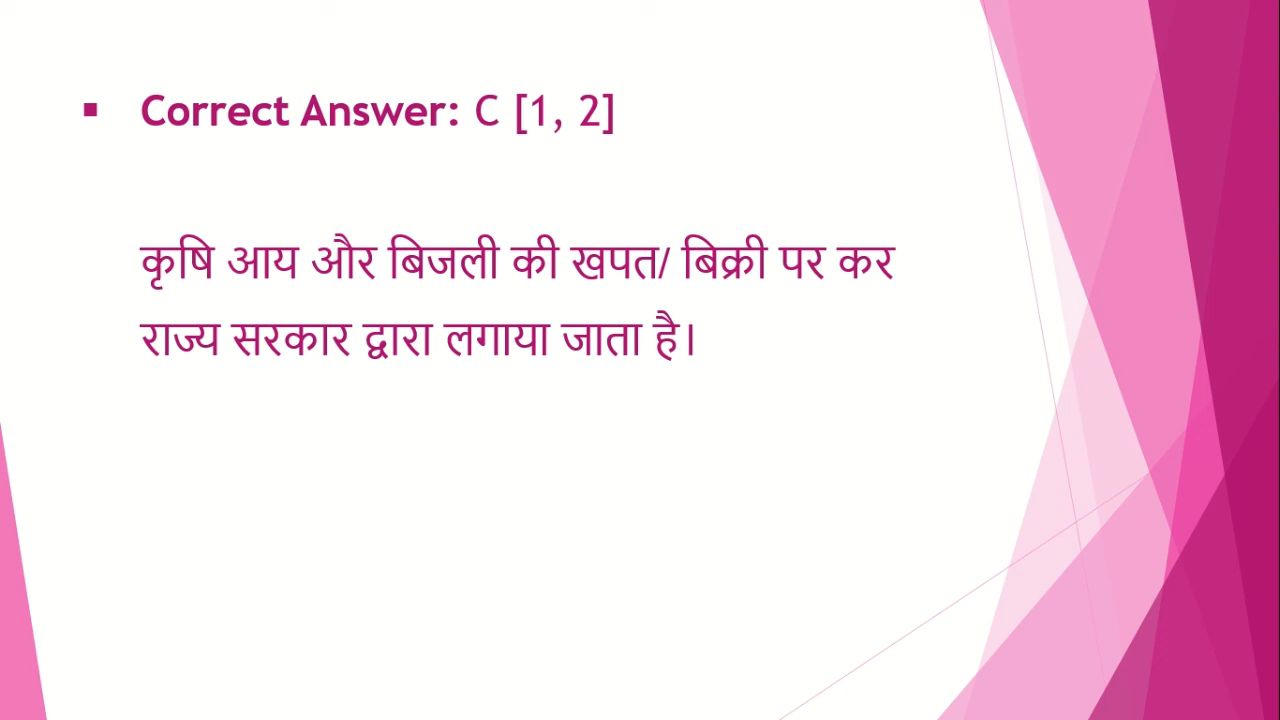 Correct Answer: C [1, 2]
कृषि आय और बिजली की खपत/ बिक्री पर कर
राज्य सरकार द्वारा लगाया जाता है।